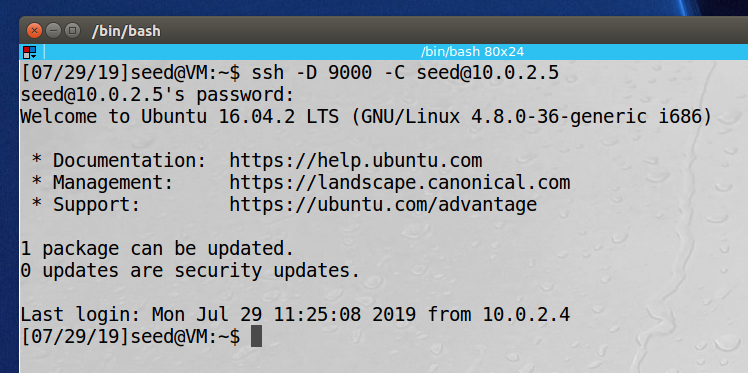 /bin/bash
/bin/bash 80x24
[07/29/19]seed@VM:~$ ssh -D 9000 -C seed@10.0.2.5
seed@10.0.2.5's password:
Welcome to Ubuntu 16.04.2 LTS (GNU/Linux 4.8.0-36-generic i686)
* Documentation:  https://help.ubuntu.com
* Management:     https://landscape.canonical.com
* Support:        https://ubuntu.com/advantage
1 package can be updated.
0 updates are security updates.
Last login: Mon Jul 29 11:25:08 2019 from 10.0.2.4
[07/29/19]seed@VM:~$